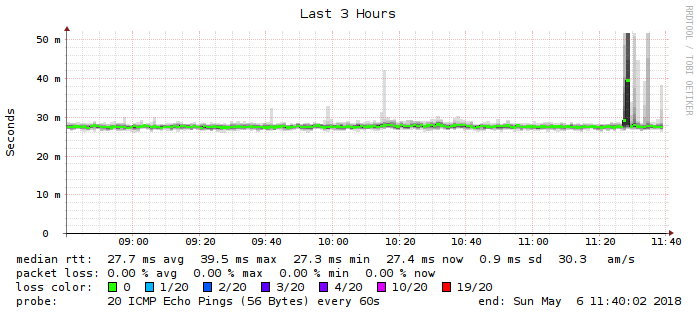 Last 3 Hours
RRDTOOL / TOBI OETIKER
Seconds
50 m
40 m
30 m
20 m
10 m
0
09:00 09:20 09:40 10:00 10:20 10:40 11:00 11:20 11:40
median rtt: 27.7 ms avg 39.5 ms max 27.3 ms min 27.4 ms now 0.9 ms sd 30.3 am/s
packet loss: 0.00 % avg 0.00 % max 0.00 % min 0.00 % now
loss color: 0 1/20 2/20 3/20 4/20 10/20 19/20
probe: 20 ICMP Echo Pings (56 Bytes) every 60s end: Sun May 6 11:40:02 2018